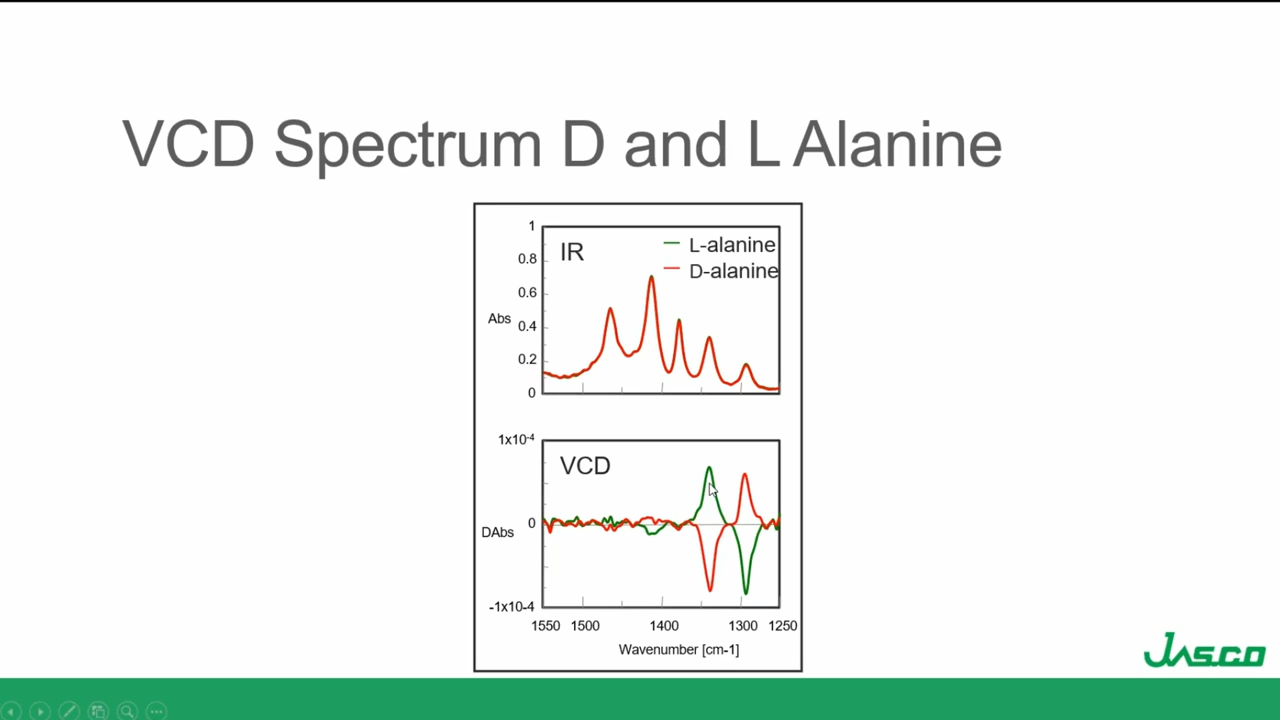 VCD Spectrum D and L Alanine
1
IR
L-alanine
0.8
D-alanine
0.6
Abs
0.4
0.2
0
1x10-4
VCD
0
DAbs
-1x10-4
1550 1500 1400 1300 1250
Wavenumber [cm-1]
JASCO